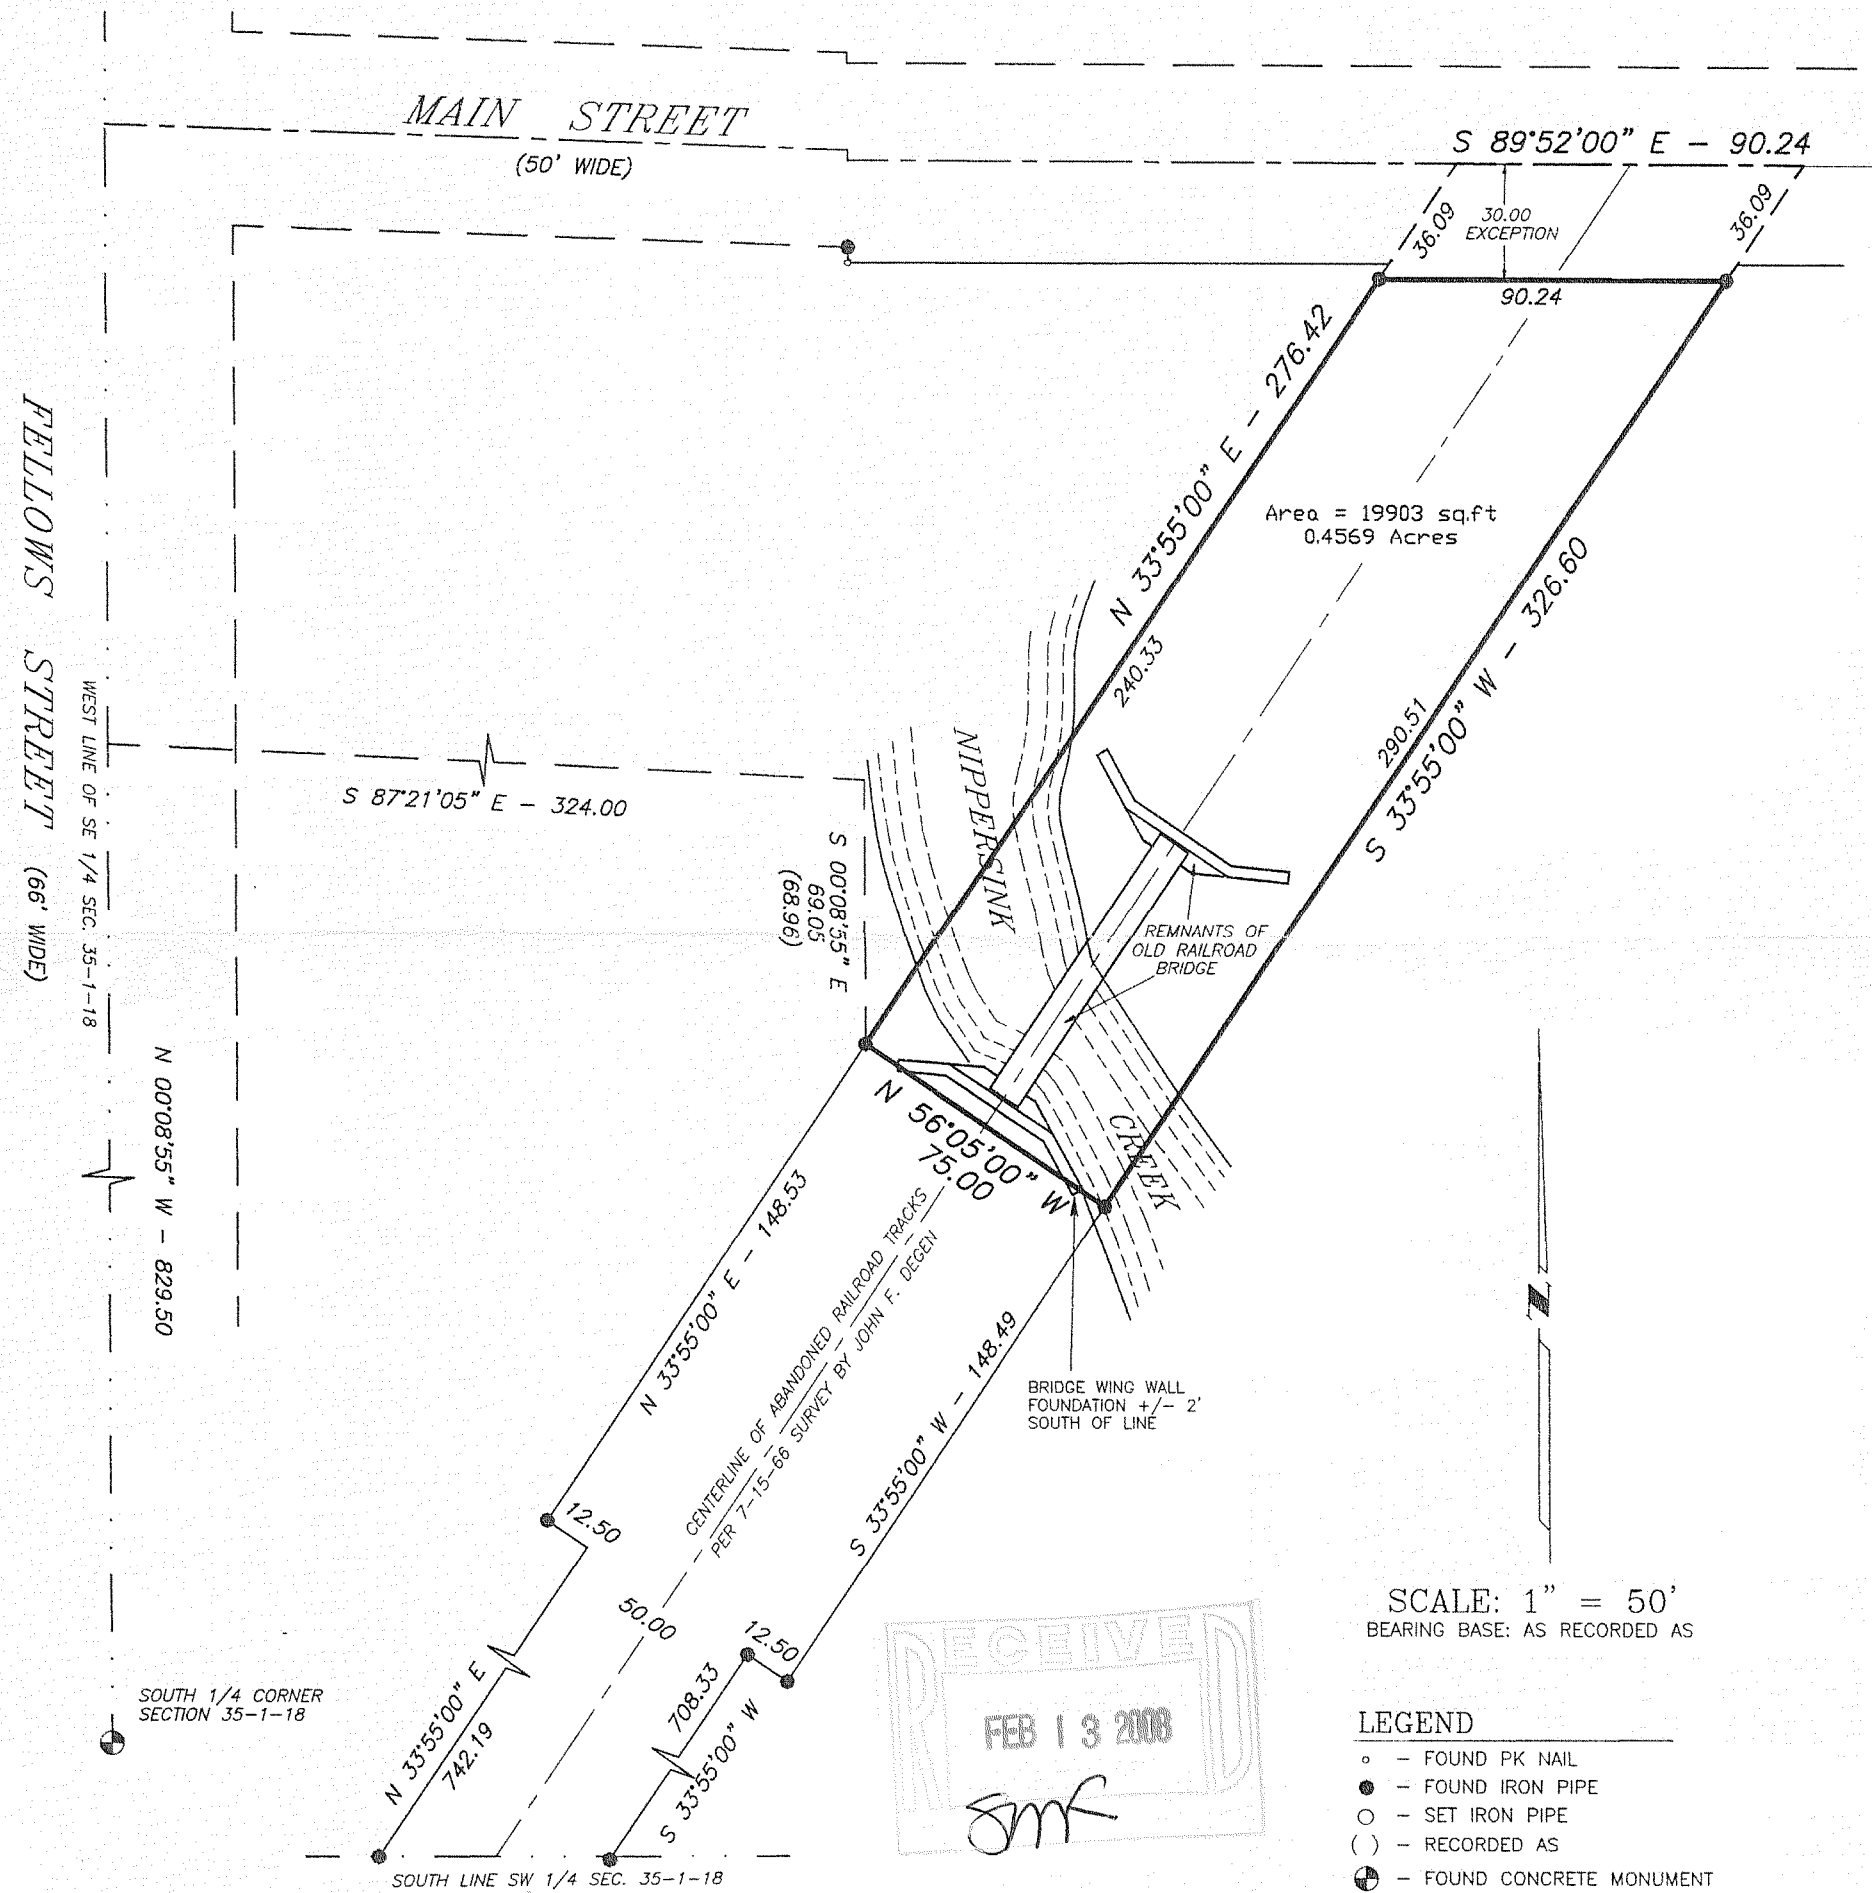 MAIN STREET
(50' WIDE)
S 89°52'00" E - 90.24
36.09
30.00
EXCEPTION
36.09
90.24
N 33°55'00" E - 276.42
240.33
Area = 19903 sq.ft
0.4569 Acres
290.51
S 33°55'00" W - 326.60
FELLOWS STREET (66' WIDE)
WEST LINE OF SE 1/4 SEC. 35-1-18
N 00°08'55" W - 829.50
S 87°21'05" E - 324.00
S 00°08'55" E
69.05
(68.96)
NIPPERSINK
CREEK
REMNANTS OF
OLD RAILROAD
BRIDGE
N 56°05'00" W
75.00
N 33°55'00" E - 148.53
CENTERLINE OF ABANDONED RAILROAD TRACKS
PER 7-15-66 SURVEY BY JOHN F. DEGEN
S 33°55'00" W - 148.49
BRIDGE WING WALL
FOUNDATION +/- 2'
SOUTH OF LINE
12.50
50.00
12.50
N 33°55'00" E
742.19
708.33
S 33°55'00" W
SOUTH 1/4 CORNER
SECTION 35-1-18
SOUTH LINE SW 1/4 SEC. 35-1-18
RECEIVED
FEB 13 2008
SMF
N
SCALE: 1" = 50'
BEARING BASE: AS RECORDED AS
LEGEND
- FOUND PK NAIL
- FOUND IRON PIPE
- SET IRON PIPE
( ) - RECORDED AS
- FOUND CONCRETE MONUMENT